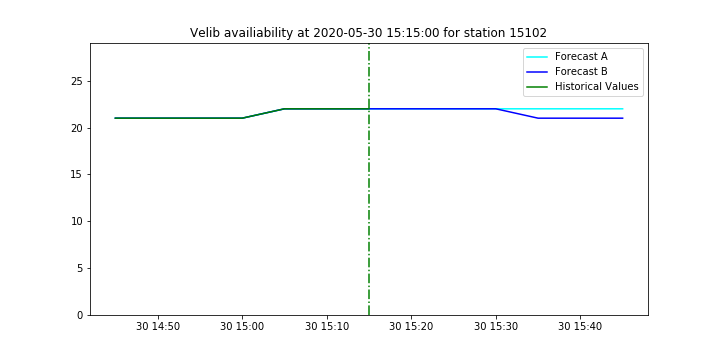 Velib availiability at 2020-05-30 15:15:00 for station 15102
Forecast A
Forecast B
Historical Values
25
20
15
10
5
0
30 14:50 30 15:00 30 15:10 30 15:20 30 15:30 30 15:40